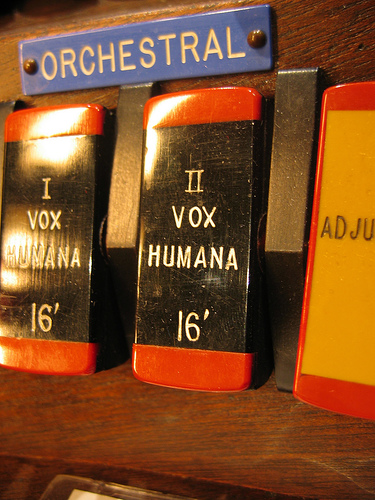 ORCHESTRAL
I
VOX
HUMANA
16'
II
VOX
HUMANA
16'
ADJU